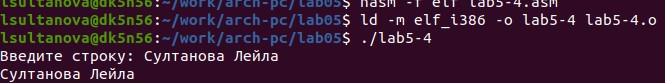 lsultanova@dk5n56:~/work/arch-pc/lab05$ nasm -f elf lab5-4.asm
lsultanova@dk5n56:~/work/arch-pc/lab05$ ld -m elf_i386 -o lab5-4 lab5-4.o
lsultanova@dk5n56:~/work/arch-pc/lab05$ ./lab5-4
Введите строку: Султанова Лейла
Султанова Лейла